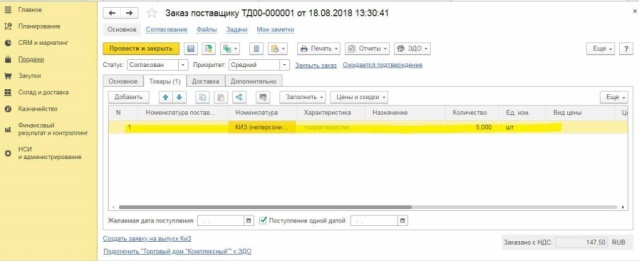 Главное
Планирование
CRM и маркетинг
Продажи
Закупки
Склад и доставка
Казначейство
Финансовый
результат и контроллинг
НСИ
и администрирование
Заказ поставщику ТД00-000001 от 18.08.2018 13:30:41
Основное Согласование Файлы Задачи Мои заметки
Провести и закрыть Печать Отчеты ЭДО Еще ?
Статус: Согласован Приоритет: Средний Закрыть заказ Ожидается подтверждение
Основное Товары (1) Доставка Дополнительно
Добавить Заполнить Цены и скидки Еще
N Номенклатура постав... Номенклатура Характеристика Назначение Количество Ед. изм. Вид цены
1 КИЗ (неперсони... <характеристик... 5,000 шт
Желаемая дата поступления: . . Поступление одной датой . .
Создать заявку на выпуск КиЗ
Подключить "Торговый дом "Комплексный"" к ЭДО
Заказано с НДС: 147,50 RUB